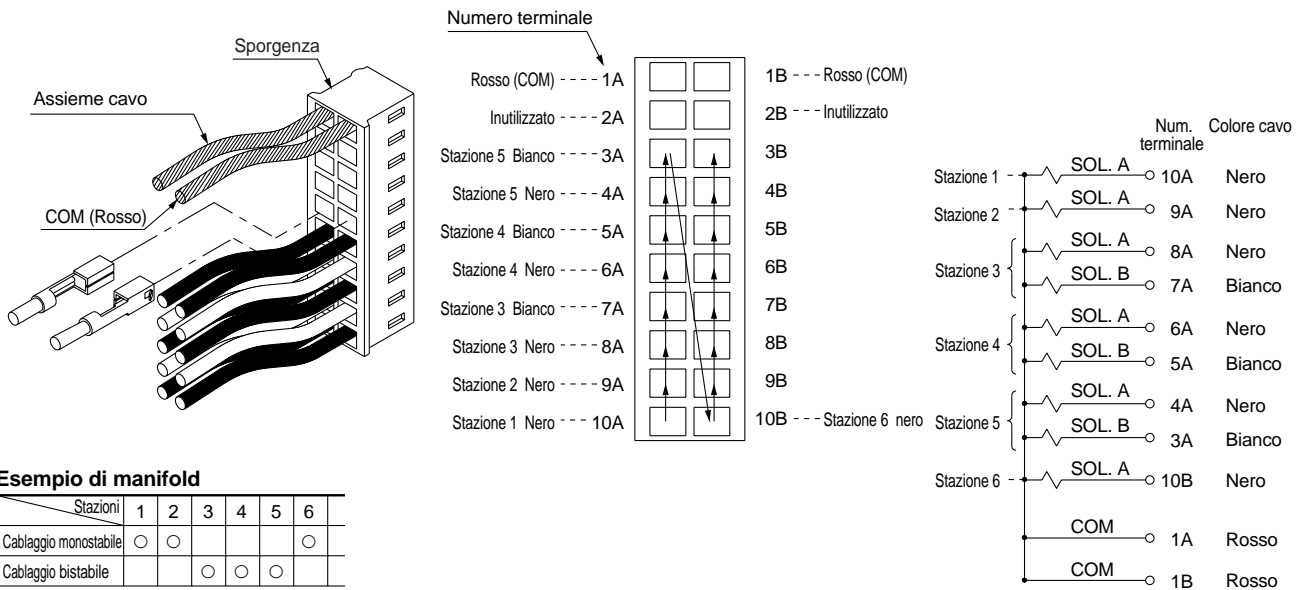 Numero terminale
Sporgenza
Assieme cavo
COM (Rosso)
Rosso (COM) 1A 1B Rosso (COM)
Inutilizzato 2A 2B Inutilizzato
Stazione 5 Bianco 3A 3B
Stazione 5 Nero 4A 4B
Stazione 4 Bianco 5A 5B
Stazione 4 Nero 6A 6B
Stazione 3 Bianco 7A 7B
Stazione 3 Nero 8A 8B
Stazione 2 Nero 9A 9B
Stazione 1 Nero 10A 10B Stazione 6 nero
Num. terminale Colore cavo
Stazione 1 SOL. A 10A Nero
Stazione 2 SOL. A 9A Nero
Stazione 3 SOL. A 8A Nero
SOL. B 7A Bianco
Stazione 4 SOL. A 6A Nero
SOL. B 5A Bianco
Stazione 5 SOL. A 4A Nero
SOL. B 3A Bianco
Stazione 6 SOL. A 10B Nero
COM 1A Rosso
COM 1B Rosso
Esempio di manifold
Stazioni 1 2 3 4 5 6
Cablaggio monostabile ○ ○ ○
Cablaggio bistabile ○ ○ ○